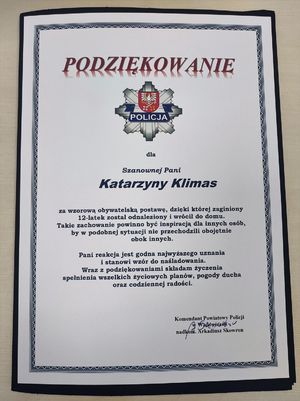 PODZIĘKOWANIE
POLICJA
dla
Szanownej Pani
Katarzyny Klimas
za wzorową obywatelską postawę, dzięki której zaginiony
12-latek został odnaleziony i wrócił do domu.
Takie zachowanie powinno być inspiracją dla innych osób,
by w podobnej sytuacji nie przechodzili obojętnie
obok innych.
Pani reakcja jest godna najwyższego uznania
i stanowi wzór do naśladowania.
Wraz z podziękowaniami składam życzenia
spełnienia wszelkich życiowych planów, pogody ducha
oraz codziennej radości.
Komendant Powiatowy Policji
Arkadiusz Skowron